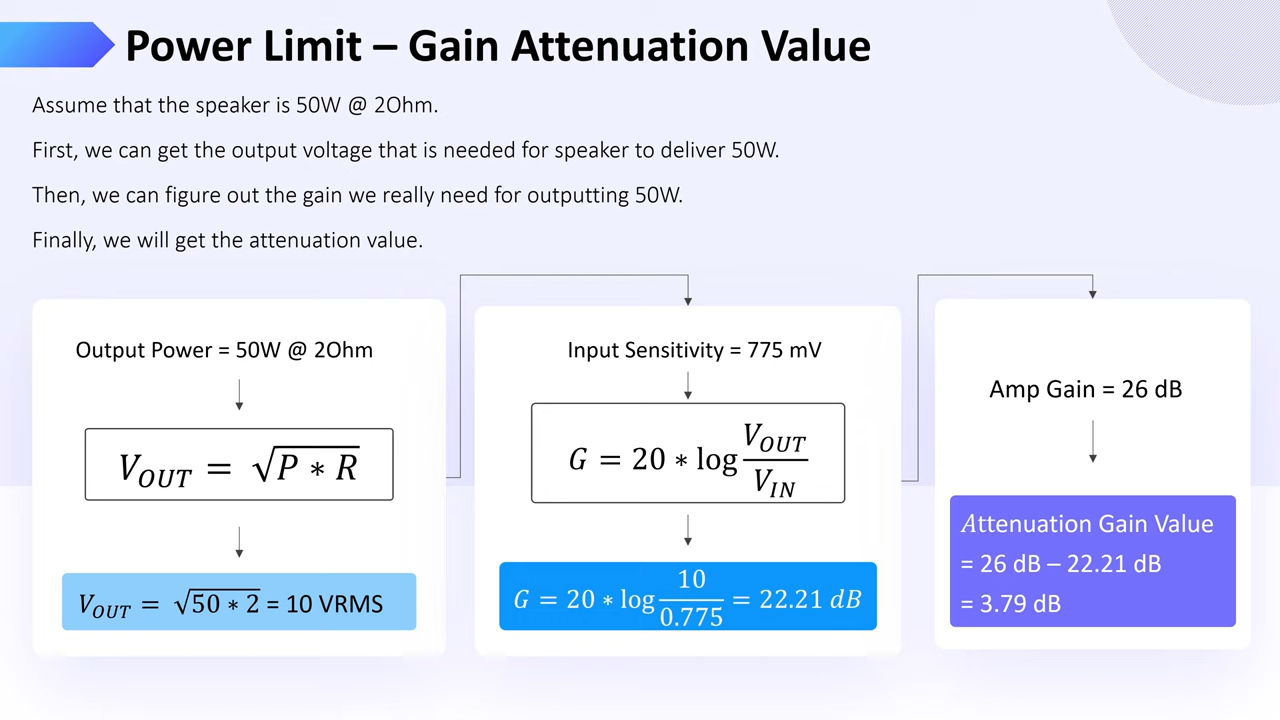 Power Limit – Gain Attenuation Value
Assume that the speaker is 50W @ 2Ohm.
First, we can get the output voltage that is needed for speaker to deliver 50W.
Then, we can figure out the gain we really need for outputting 50W.
Finally, we will get the attenuation value.
Output Power = 50W @ 2Ohm
V_OUT = √P ∗ R
V_OUT = √50 ∗ 2 = 10 VRMS
Input Sensitivity = 775 mV
G = 20 ∗ log V_OUT / V_IN
G = 20 ∗ log 10 / 0.775 = 22.21 dB
Amp Gain = 26 dB
Attenuation Gain Value
= 26 dB – 22.21 dB
= 3.79 dB